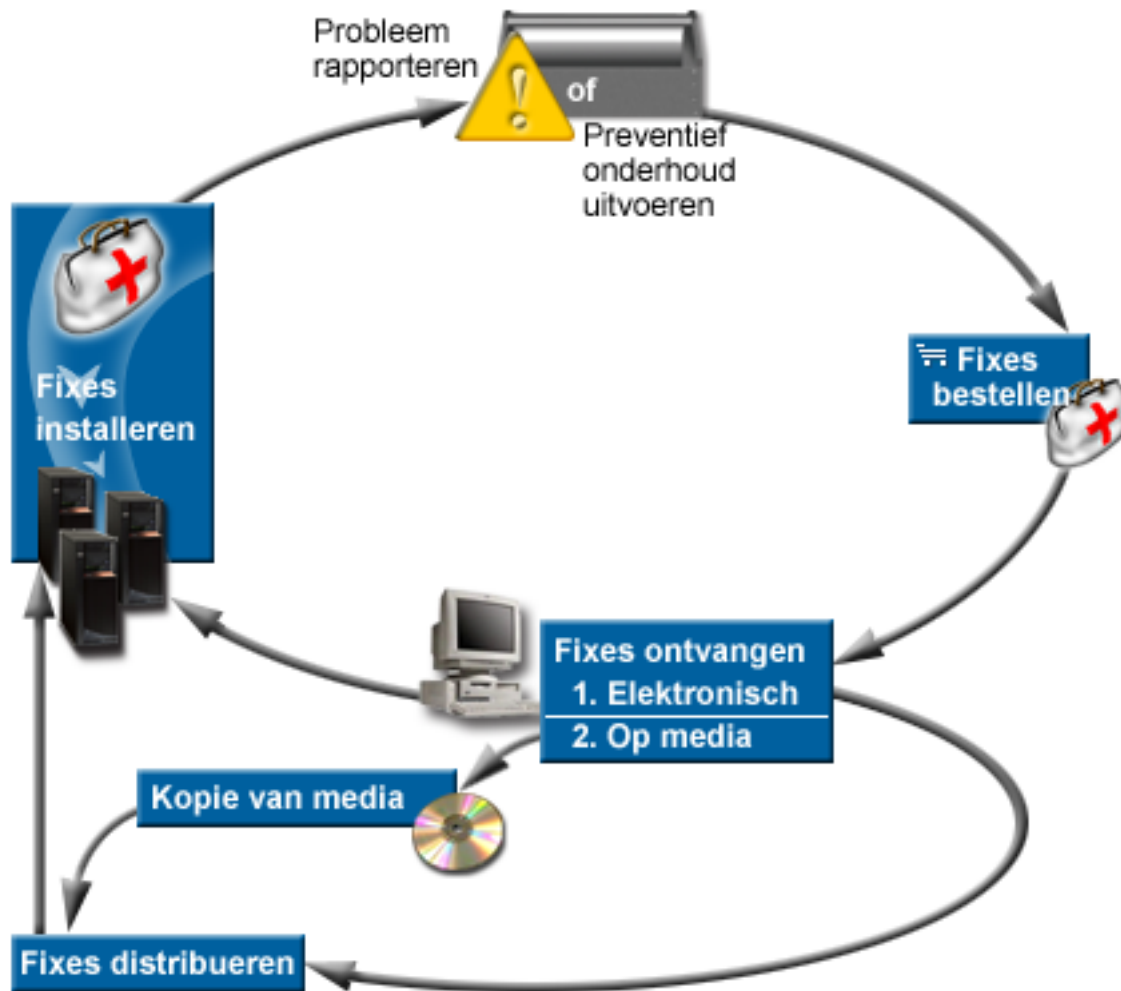 Probleem
rapporteren
of
Preventief
onderhoud
uitvoeren
Fixes
bestellen
Fixes
installeren
Fixes ontvangen
1. Elektronisch
2. Op media
Kopie van media
Fixes distribueren